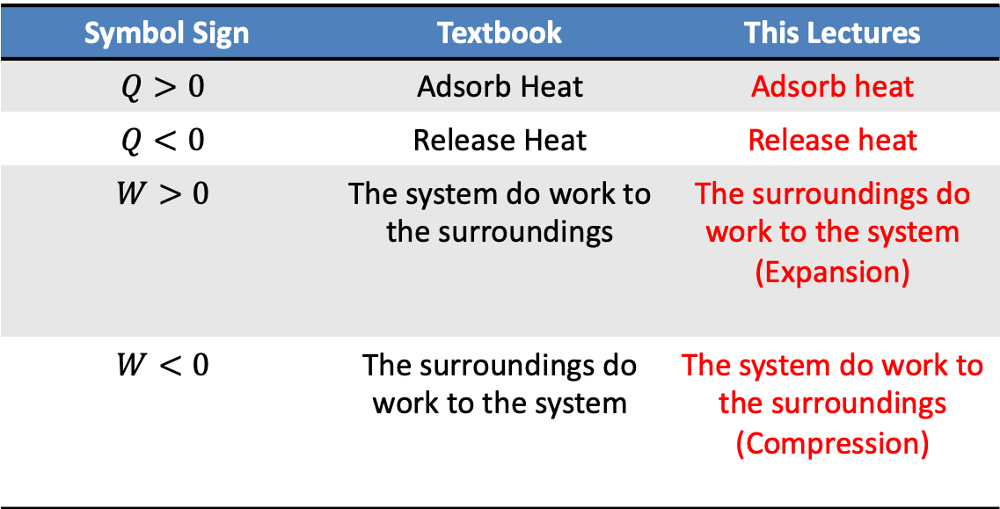 Symbol Sign Textbook This Lectures
Q > 0 Adsorb Heat Adsorb heat
Q < 0 Release Heat Release heat
W > 0 The system do work to The surroundings do
the surroundings work to the system
(Expansion)
W < 0 The surroundings do The system do work to
work to the system the surroundings
(Compression)